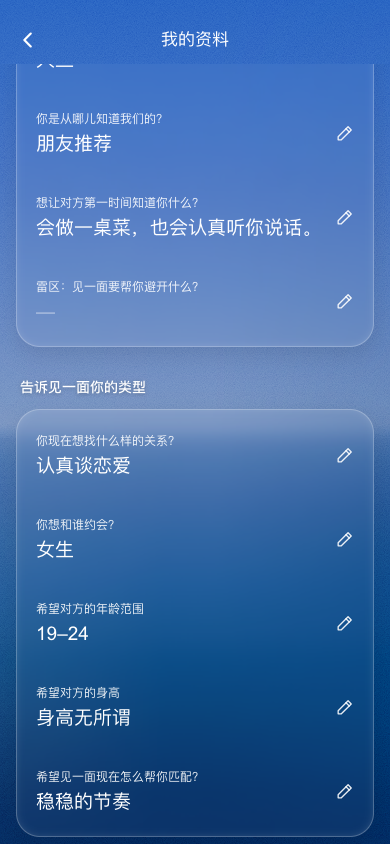 我的资料
你是从哪儿知道我们的?
朋友推荐
想让对方第一时间知道你什么?
会做一桌菜，也会认真听你说话。
雷区：见一面要帮你避开什么?
—
告诉见一面你的类型
你现在想找什么样的关系?
认真谈恋爱
你想和谁约会?
女生
希望对方的年龄范围
19–24
希望对方的身高
身高无所谓
希望见一面现在怎么帮你匹配?
稳稳的节奏